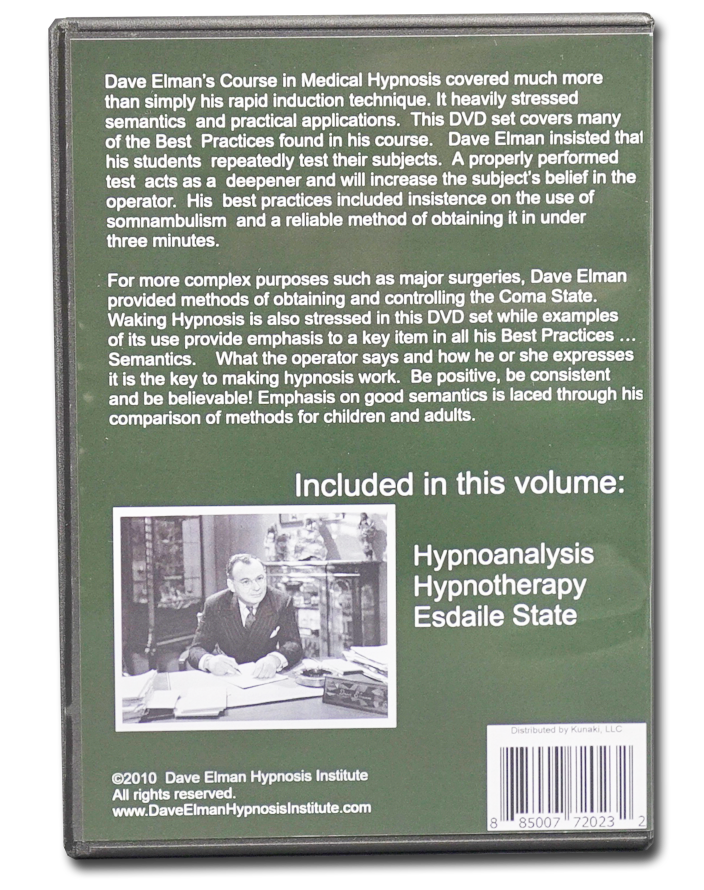 Dave Elman's Course in Medical Hypnosis covered much more
than simply his rapid induction technique. It heavily stressed
semantics and practical applications. This DVD set covers many
of the Best Practices found in his course. Dave Elman insisted that
his students repeatedly test their subjects. A properly performed
test acts as a deepener and will increase the subject's belief in the
operator. His best practices included insistence on the use of
somnambulism and a reliable method of obtaining it in under
three minutes.
For more complex purposes such as major surgeries, Dave Elman
provided methods of obtaining and controlling the Coma State.
Waking Hypnosis is also stressed in this DVD set while examples
of its use provide emphasis to a key item in all his Best Practices ...
Semantics. What the operator says and how he or she expresses
it is the key to making hypnosis work. Be positive, be consistent
and be believable! Emphasis on good semantics is laced through his
comparison of methods for children and adults.
Included in this volume:
Hypnoanalysis
Hypnotherapy
Esdaile State
Distributed by Kunaki, LLC
8 85007 72023 2
©2010 Dave Elman Hypnosis Institute
All rights reserved.
www.DaveElmanHypnosisInstitute.com